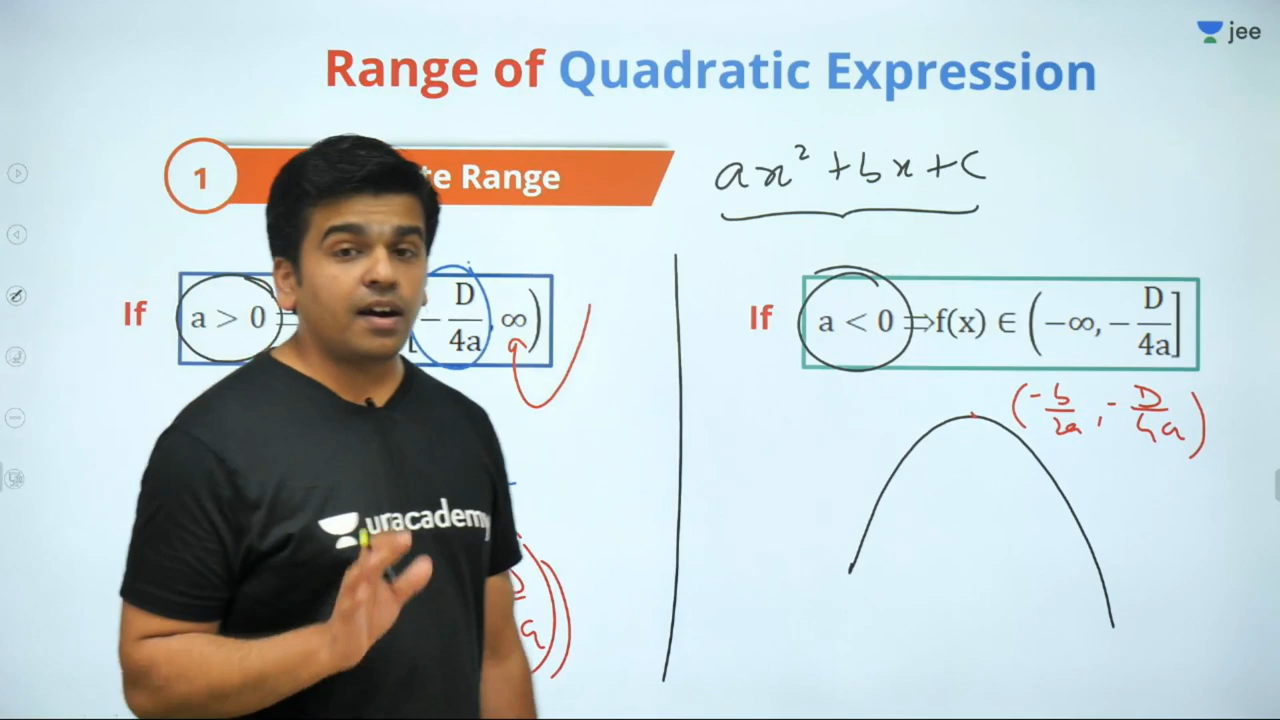 jee
Range of Quadratic Expression
1
te Range
ax² + bx + c
If
a > 0 ⇒
[-D/4a, ∞)
If
a < 0 ⇒ f(x) ∈ (-∞, -D/4a]
(-b/2a, -D/4a)
uracademy